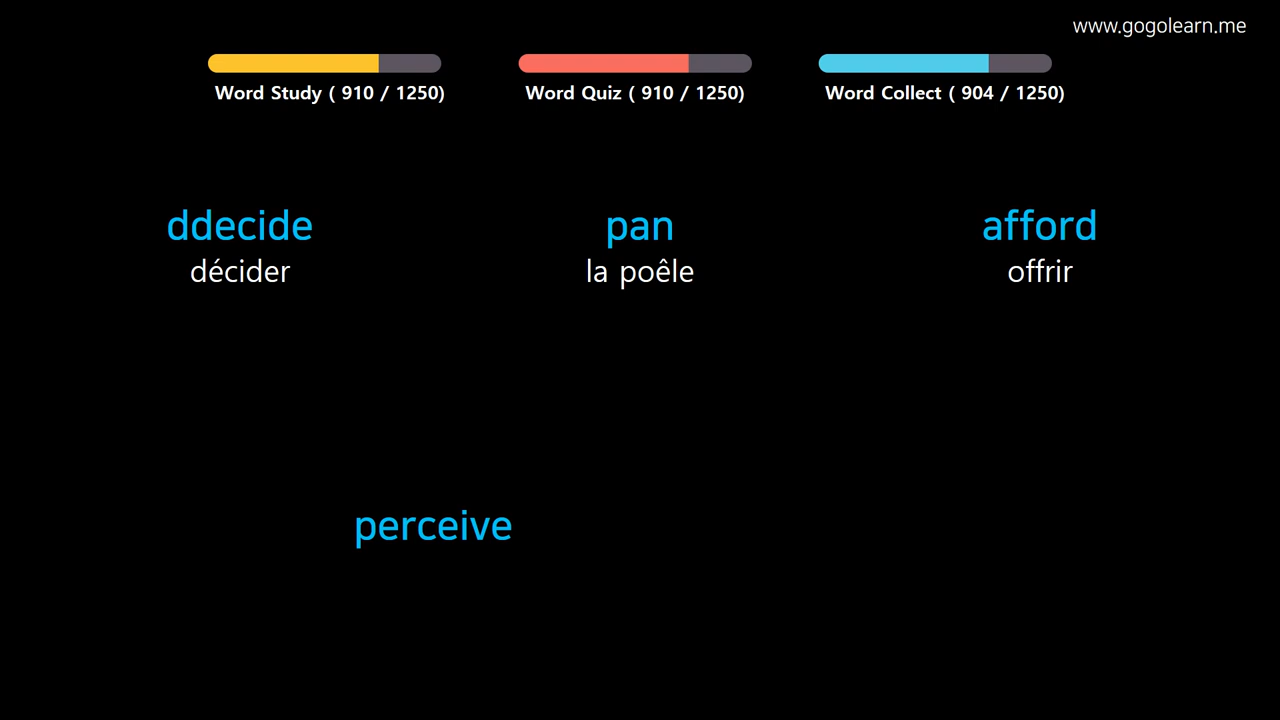 www.gogolearn.me
Word Study ( 910 / 1250)
Word Quiz ( 910 / 1250)
Word Collect ( 904 / 1250)
ddecide
décider
pan
la poêle
afford
offrir
perceive